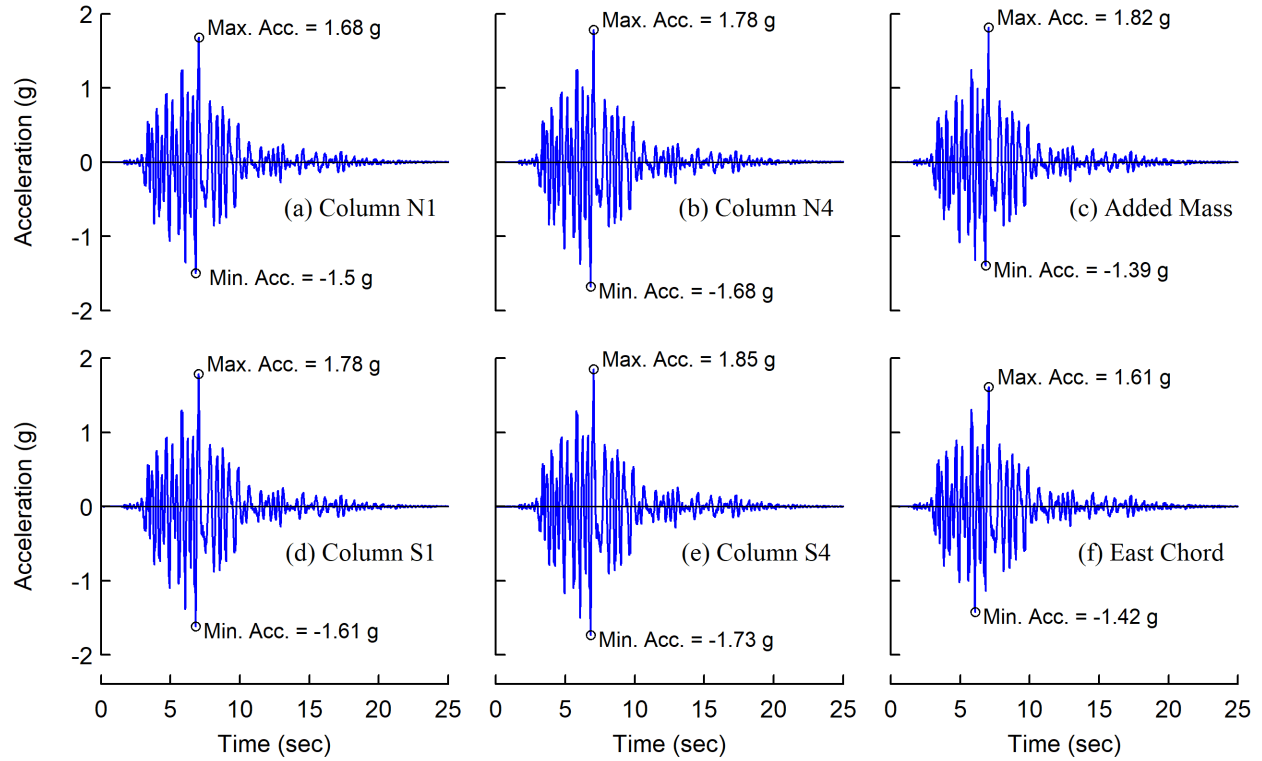 2
1
0
-1
-2
Acceleration (g)
Max. Acc. = 1.68 g
Min. Acc. = -1.5 g
(a) Column N1
Max. Acc. = 1.78 g
Min. Acc. = -1.68 g
(b) Column N4
Max. Acc. = 1.82 g
Min. Acc. = -1.39 g
(c) Added Mass
2
1
0
-1
-2
Acceleration (g)
Max. Acc. = 1.78 g
Min. Acc. = -1.61 g
(d) Column S1
Max. Acc. = 1.85 g
Min. Acc. = -1.73 g
(e) Column S4
Max. Acc. = 1.61 g
Min. Acc. = -1.42 g
(f) East Chord
0 5 10 15 20 25
0 5 10 15 20 25
0 5 10 15 20 25
Time (sec)
Time (sec)
Time (sec)